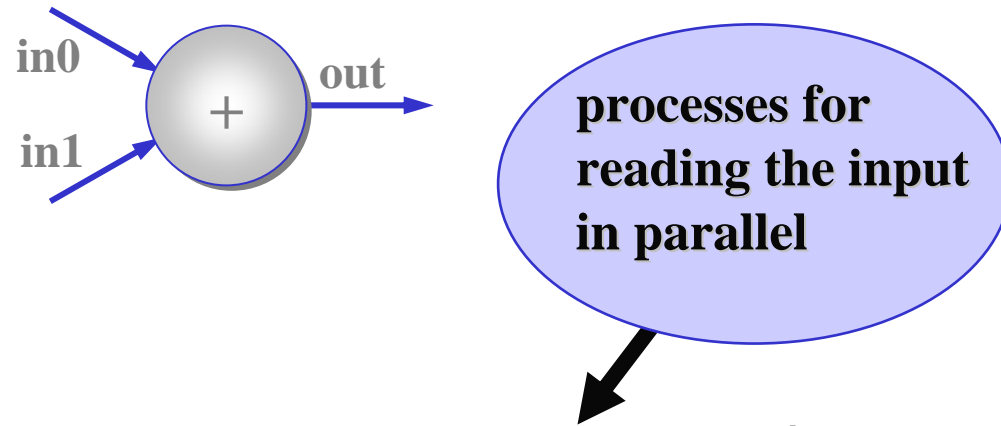 in0
out
+
in1
processes for
reading the input
in parallel